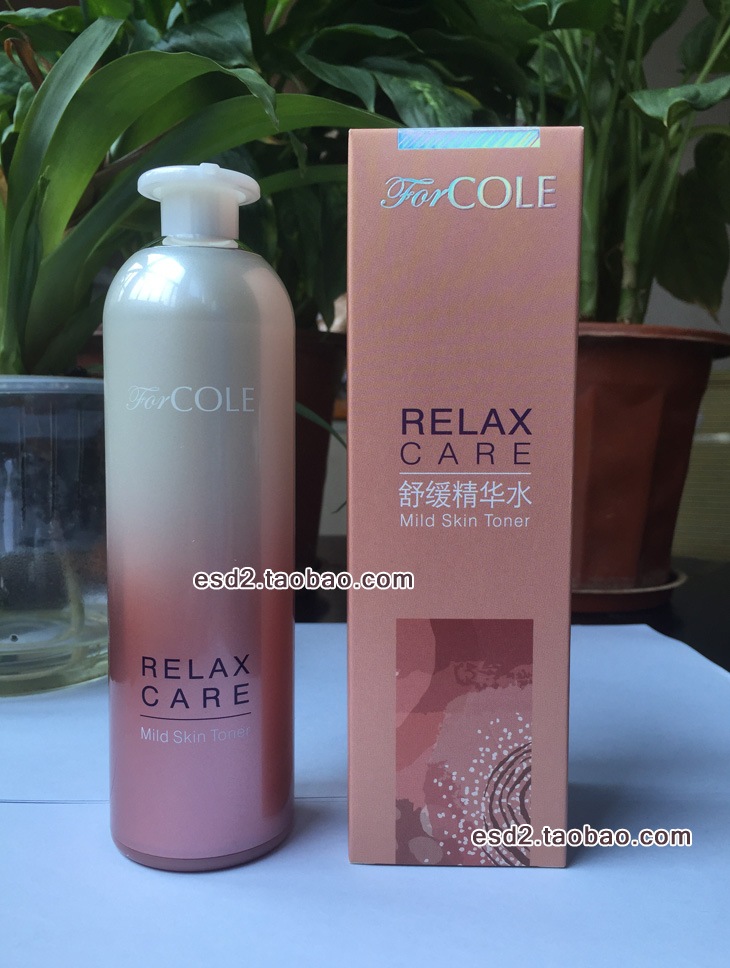 ForCOLE
RELAX
CARE
Mild Skin Toner
ForCOLE
RELAX
CARE
舒缓精华水
Mild Skin Toner
esd2.taobao.com
esd2.taobao.com